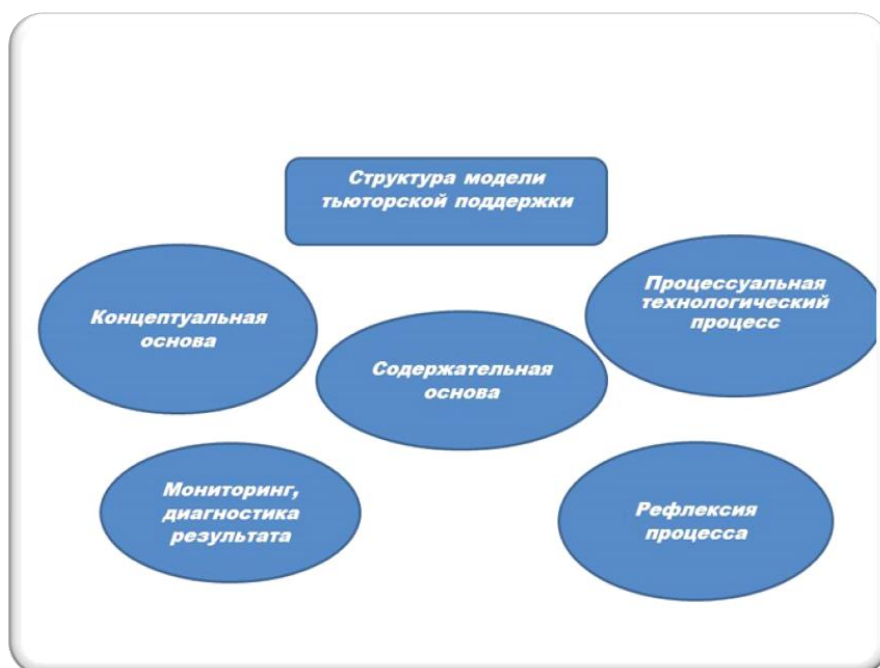 Структура модели
тьюторской поддержки
Концептуальная
основа
Содержательная
основа
Процессуальная
технологический
процесс
Мониторинг,
диагностика
результата
Рефлексия
процесса